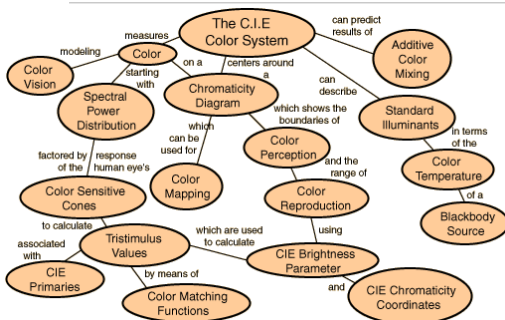 The C.I.E
Color System
measures
can predict
results of
modeling
Color
Color
Vision
starting
with
on a
centers around
a
can
describe
Additive
Color
Mixing
Spectral
Power
Distribution
Chromaticity
Diagram
which shows the
boundaries of
Standard
Illuminants
which
can be
used for
Color
Perception
in terms
of the
factored by
of the
response
human eye's
Color
Mapping
and the
range of
Color
Temperature
Color Sensitive
Cones
Color
Reproduction
of a
Blackbody
Source
to calculate
associated
with
Tristimulus
Values
which are used
to calculate
using
CIE
Primaries
by means of
CIE Brightness
Parameter
and
Color Matching
Functions
CIE Chromaticity
Coordinates